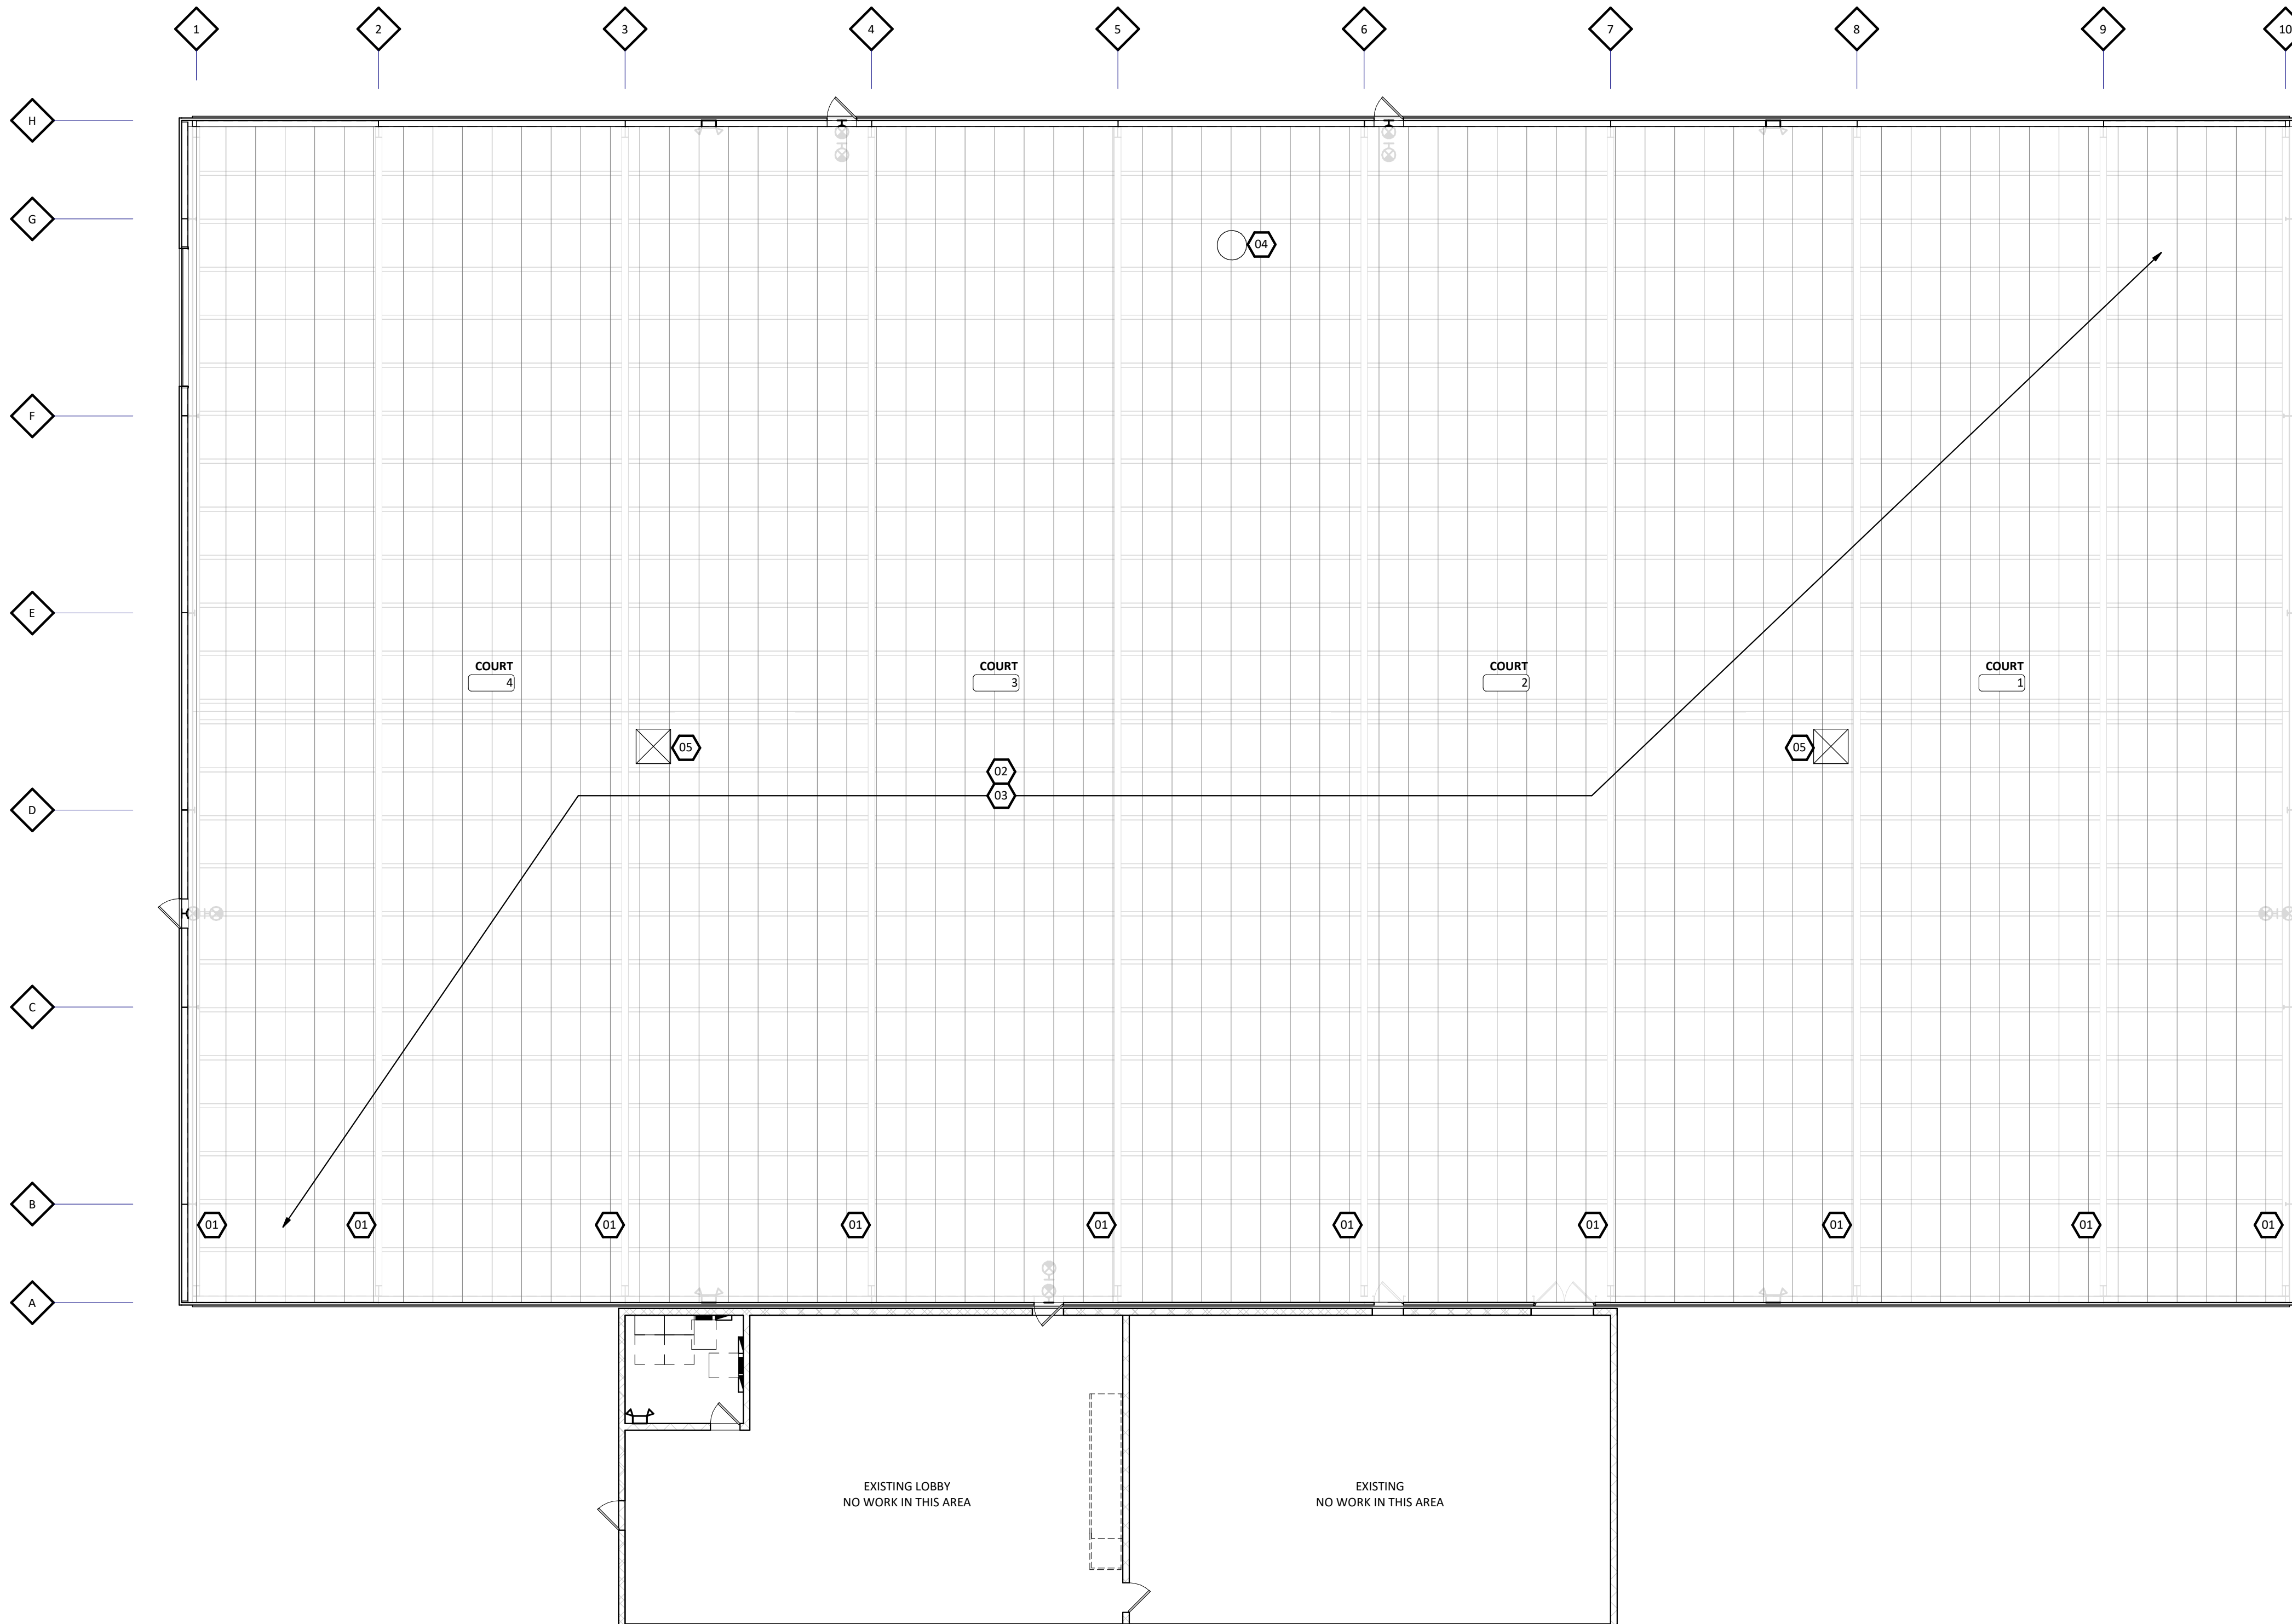 1 2 3 4 5 6 7 8 9 10
H
G
04
F
E
COURT COURT COURT COURT
4 3 2 1
05 05
02
03
D
C
B
01 01 01 01 01 01 01 01 01 01
A
EXISTING LOBBY
NO WORK IN THIS AREA
EXISTING
NO WORK IN THIS AREA